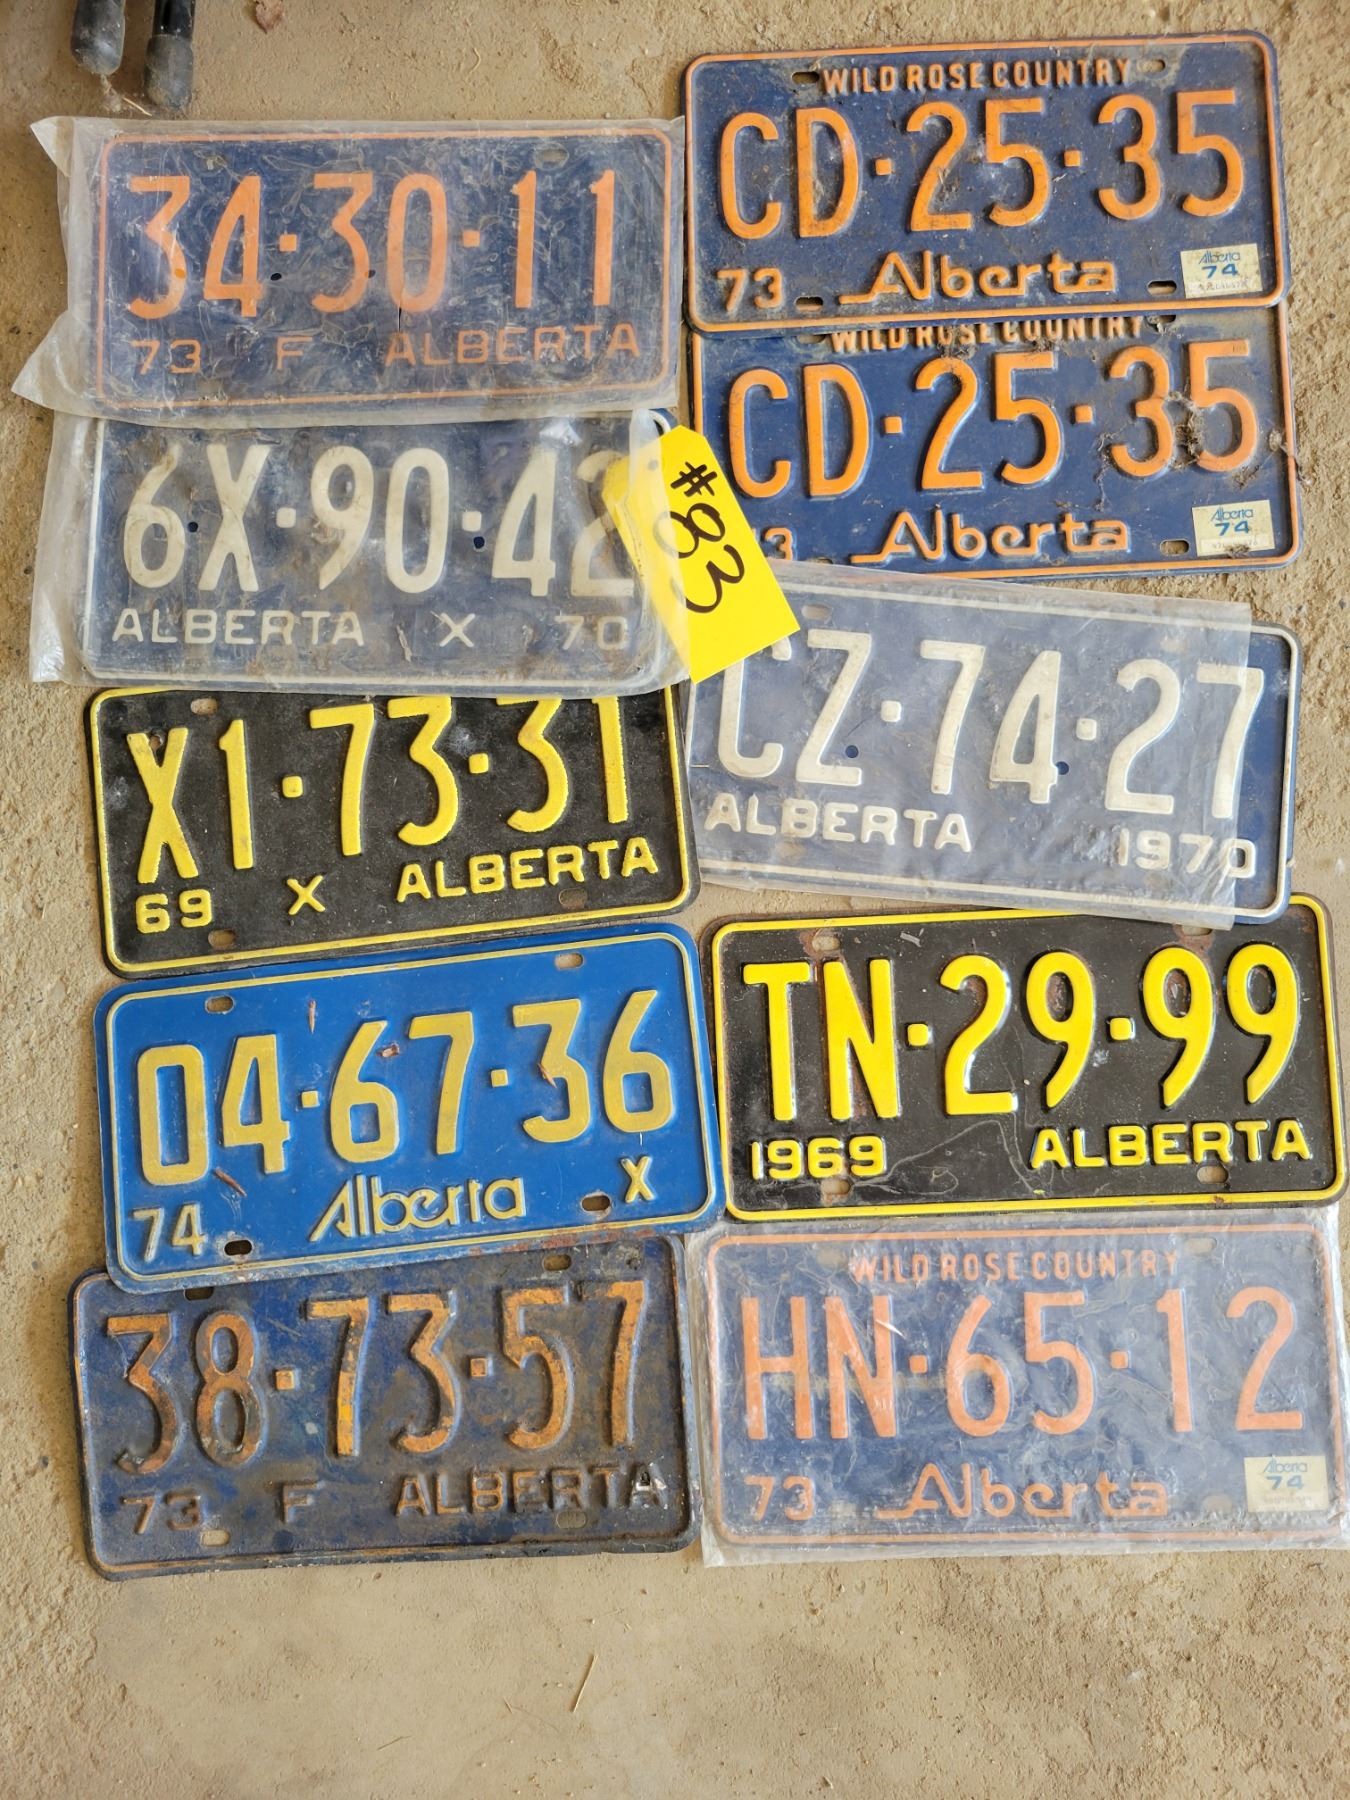 34·30·11
73 F ALBERTA
6X·90·42
ALBERTA X 70
#83
X1·73·31
69 X ALBERTA
04·67·36
74 Alberta X
38·73·57
73 F ALBERTA
WILD ROSE COUNTRY
CD·25·35
73 Alberta
Alberta
74
WILD ROSE COUNTRY
CD·25·35
73 Alberta
Alberta
74
CZ·74·27
ALBERTA 1970
TN·29·99
1969 ALBERTA
WILD ROSE COUNTRY
HN·65·12
73 Alberta
Alberta
74